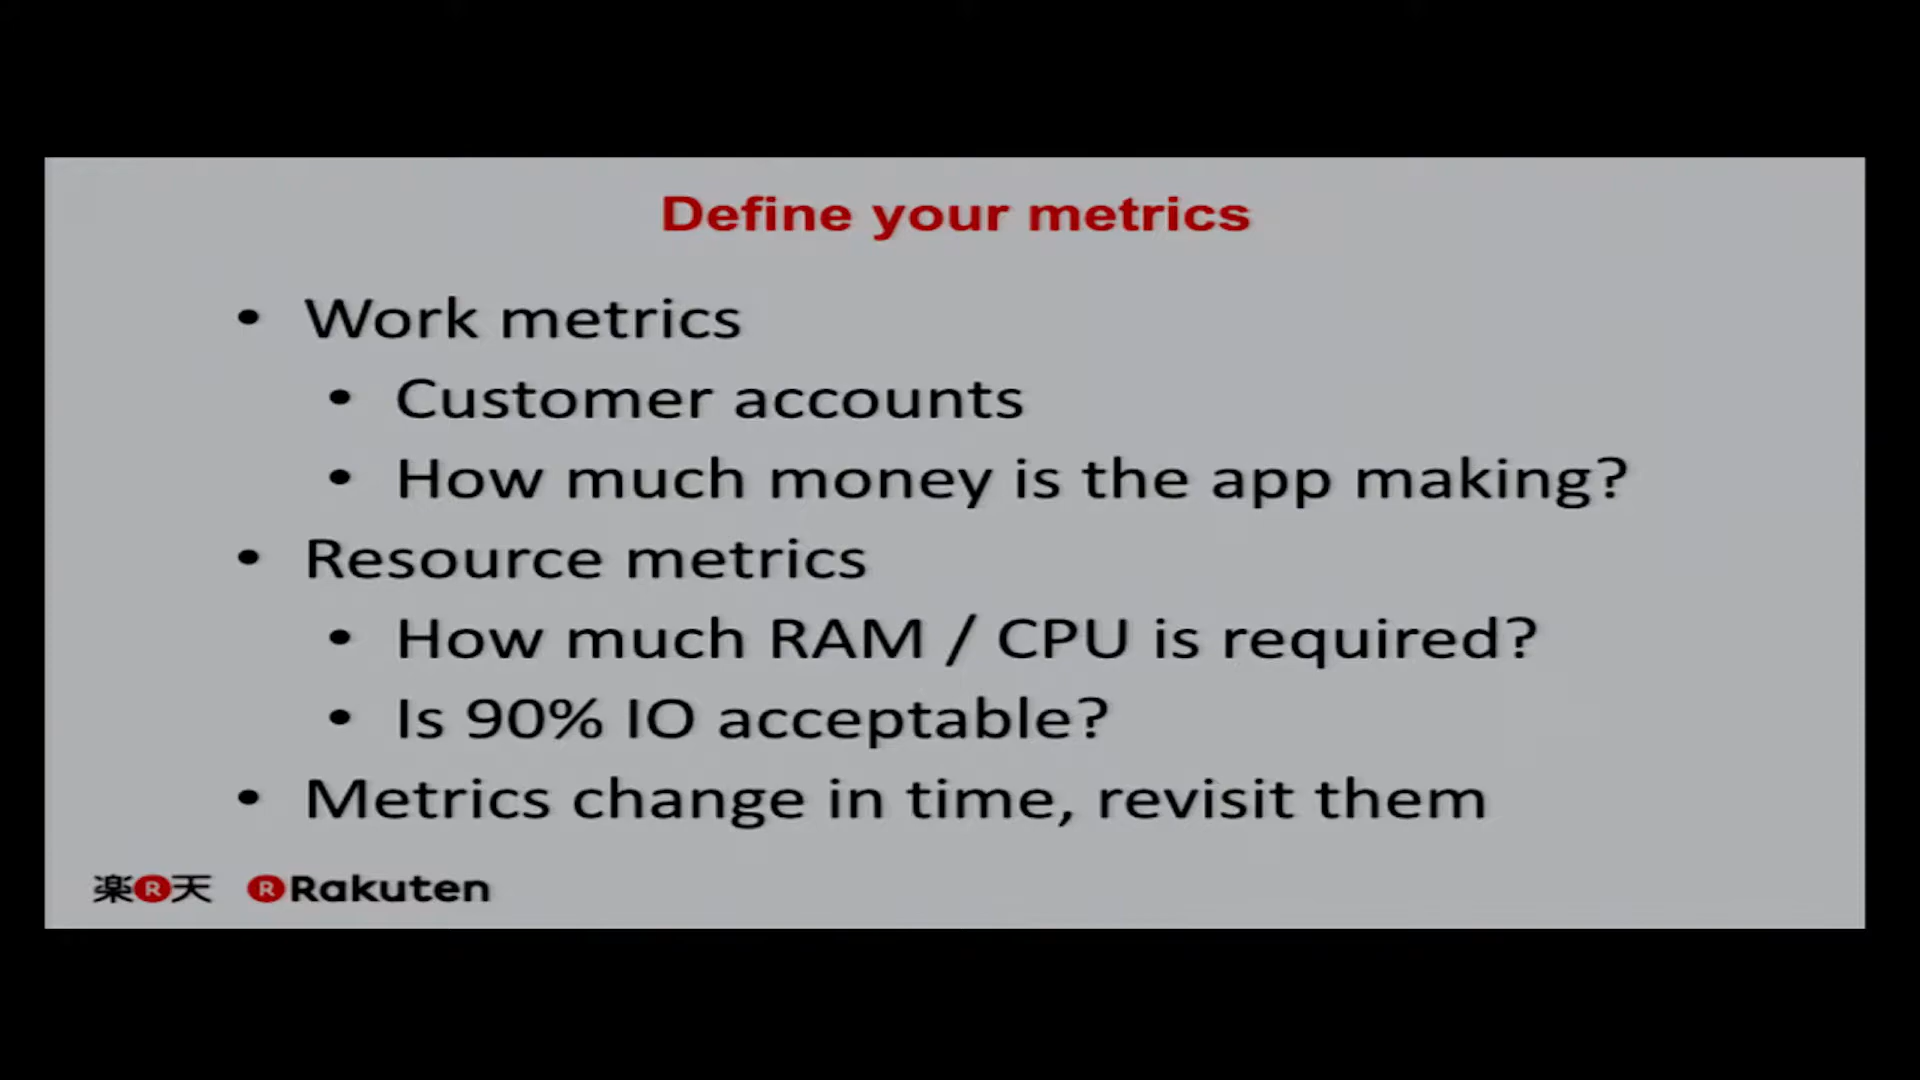 Define your metrics
• Work metrics
• Customer accounts
• How much money is the app making?
• Resource metrics
• How much RAM / CPU is required?
• Is 90% IO acceptable?
• Metrics change in time, revisit them
楽R天 R Rakuten